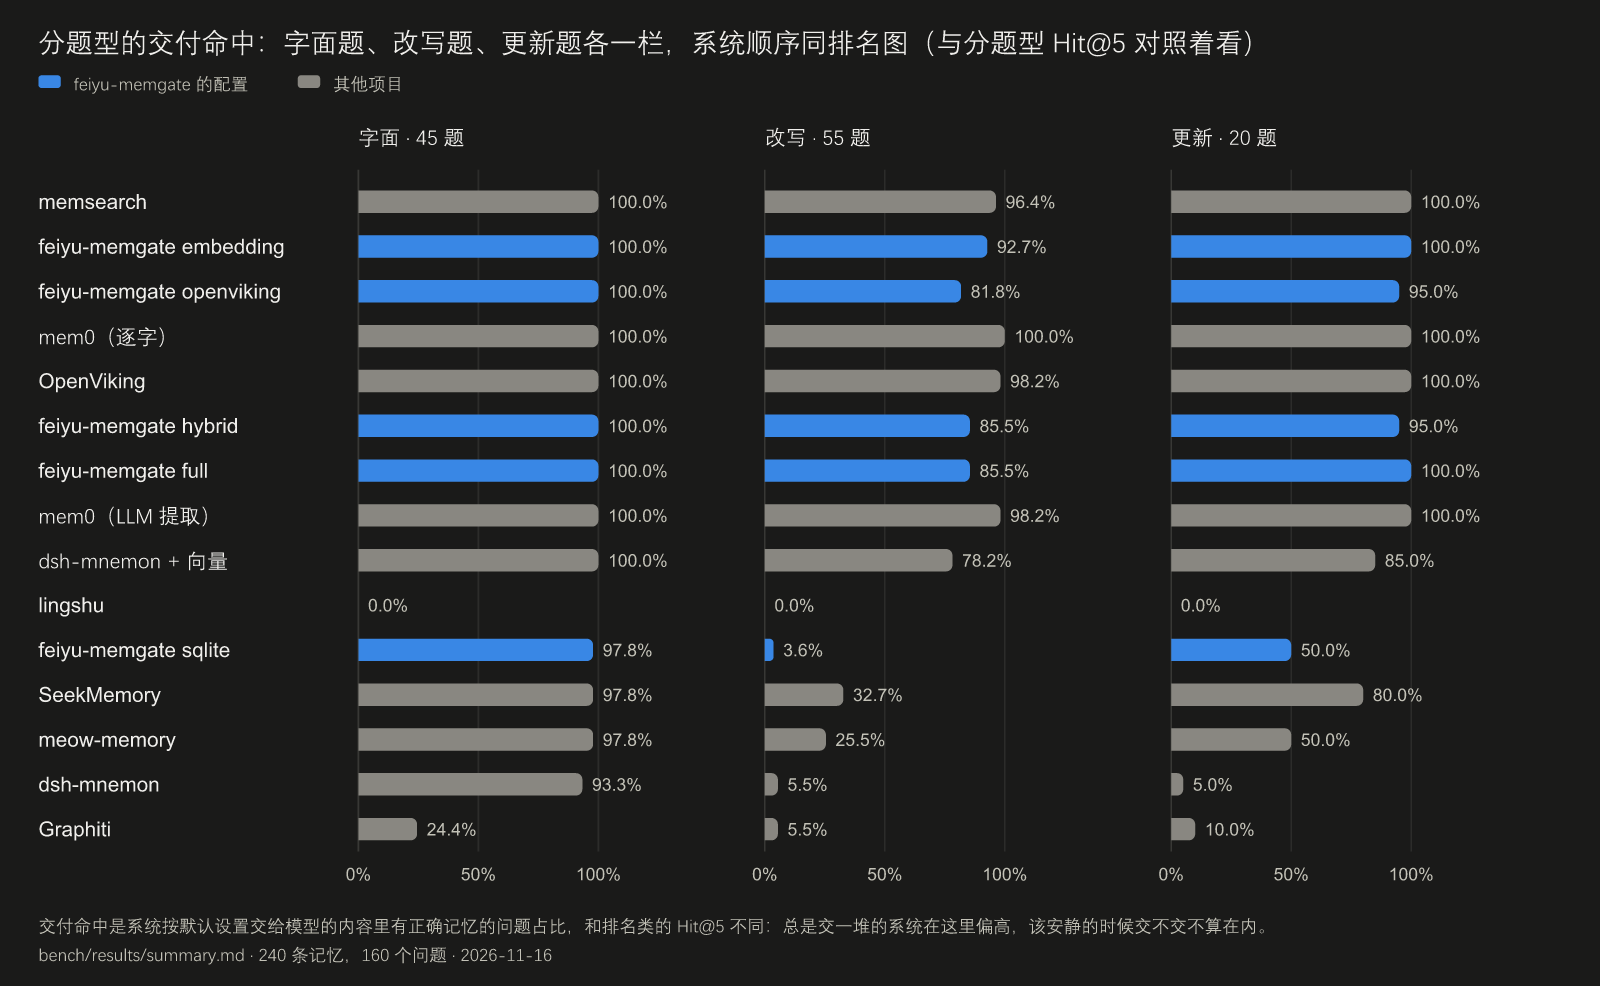 分题型的交付命中：字面题、改写题、更新题各一栏，系统顺序同排名图（与分题型 Hit@5 对照着看）
feiyu-memgate 的配置 其他项目
字面 · 45 题 改写 · 55 题 更新 · 20 题
memsearch 100.0% 96.4% 100.0%
feiyu-memgate embedding 100.0% 92.7% 100.0%
feiyu-memgate openviking 100.0% 81.8% 95.0%
mem0（逐字） 100.0% 100.0% 100.0%
OpenViking 100.0% 98.2% 100.0%
feiyu-memgate hybrid 100.0% 85.5% 95.0%
feiyu-memgate full 100.0% 85.5% 100.0%
mem0（LLM 提取） 100.0% 98.2% 100.0%
dsh-mnemon + 向量 100.0% 78.2% 85.0%
lingshu 0.0% 0.0% 0.0%
feiyu-memgate sqlite 97.8% 3.6% 50.0%
SeekMemory 97.8% 32.7% 80.0%
meow-memory 97.8% 25.5% 50.0%
dsh-mnemon 93.3% 5.5% 5.0%
Graphiti 24.4% 5.5% 10.0%
0% 50% 100% 0% 50% 100% 0% 50% 100%
交付命中是系统按默认设置交给模型的内容里有正确记忆的问题占比，和排名类的 Hit@5 不同：总是交一堆的系统在这里偏高，该安静的时候交不交不算在内。
bench/results/summary.md · 240 条记忆，160 个问题 · 2026-11-16